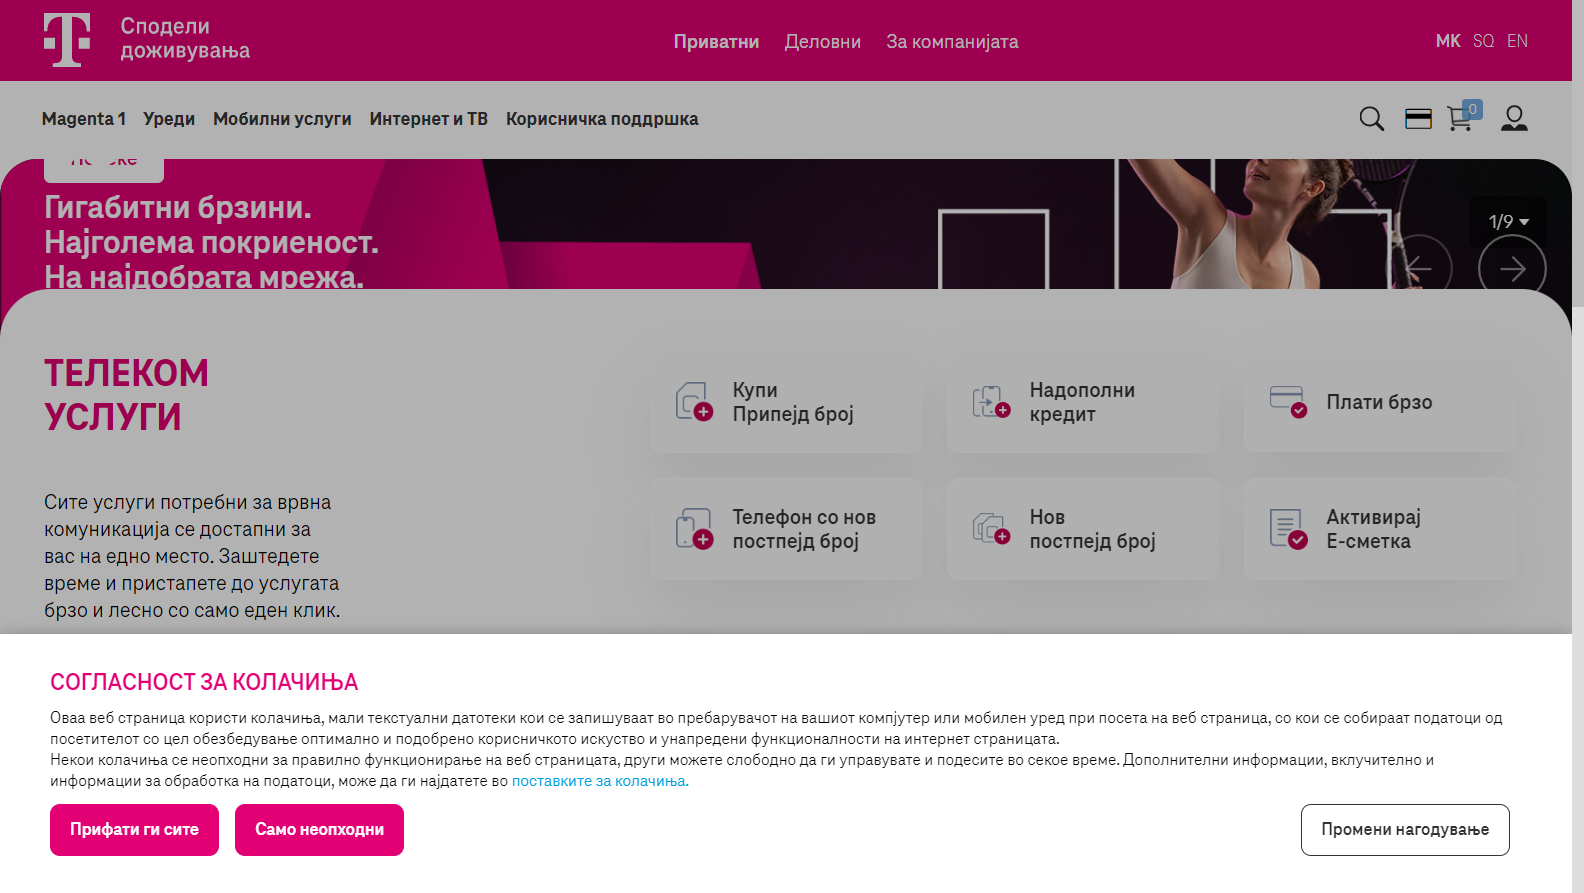 Сподели
доживувања
Приватни Деловни За компанијата
MK SQ EN
Magenta 1 Уреди Мобилни услуги Интернет и ТВ Корисничка поддршка
0
Гигабитни брзини.
Најголема покриеност.
На најдобрата мрежа.
1/9
ТЕЛЕКОМ
УСЛУГИ
Сите услуги потребни за врвна
комуникација се достапни за
вас на едно место. Заштедете
време и пристапете до услугата
брзо и лесно со само еден клик.
Купи
Припејд број
Надополни
кредит
Плати брзо
Телефон со нов
постпејд број
Нов
постпејд број
Активирај
Е-сметка
СОГЛАСНОСТ ЗА КОЛАЧИЊА
Оваа веб страница користи колачиња, мали текстуални датотеки кои се запишуваат во пребарувачот на вашиот компјутер или мобилен уред при посета на веб страница, со кои се собираат податоци од
посетителот со цел обезбедување оптимално и подобрено корисничкото искуство и унапредени функционалности на интернет страницата.
Некои колачиња се неопходни за правилно функционирање на веб страницата, други можете слободно да ги управувате и подесите во секое време. Дополнителни информации, вклучително и
информации за обработка на податоци, може да ги најдатете во поставките за колачиња.
Прифати ги сите Само неопходни Промени нагодување